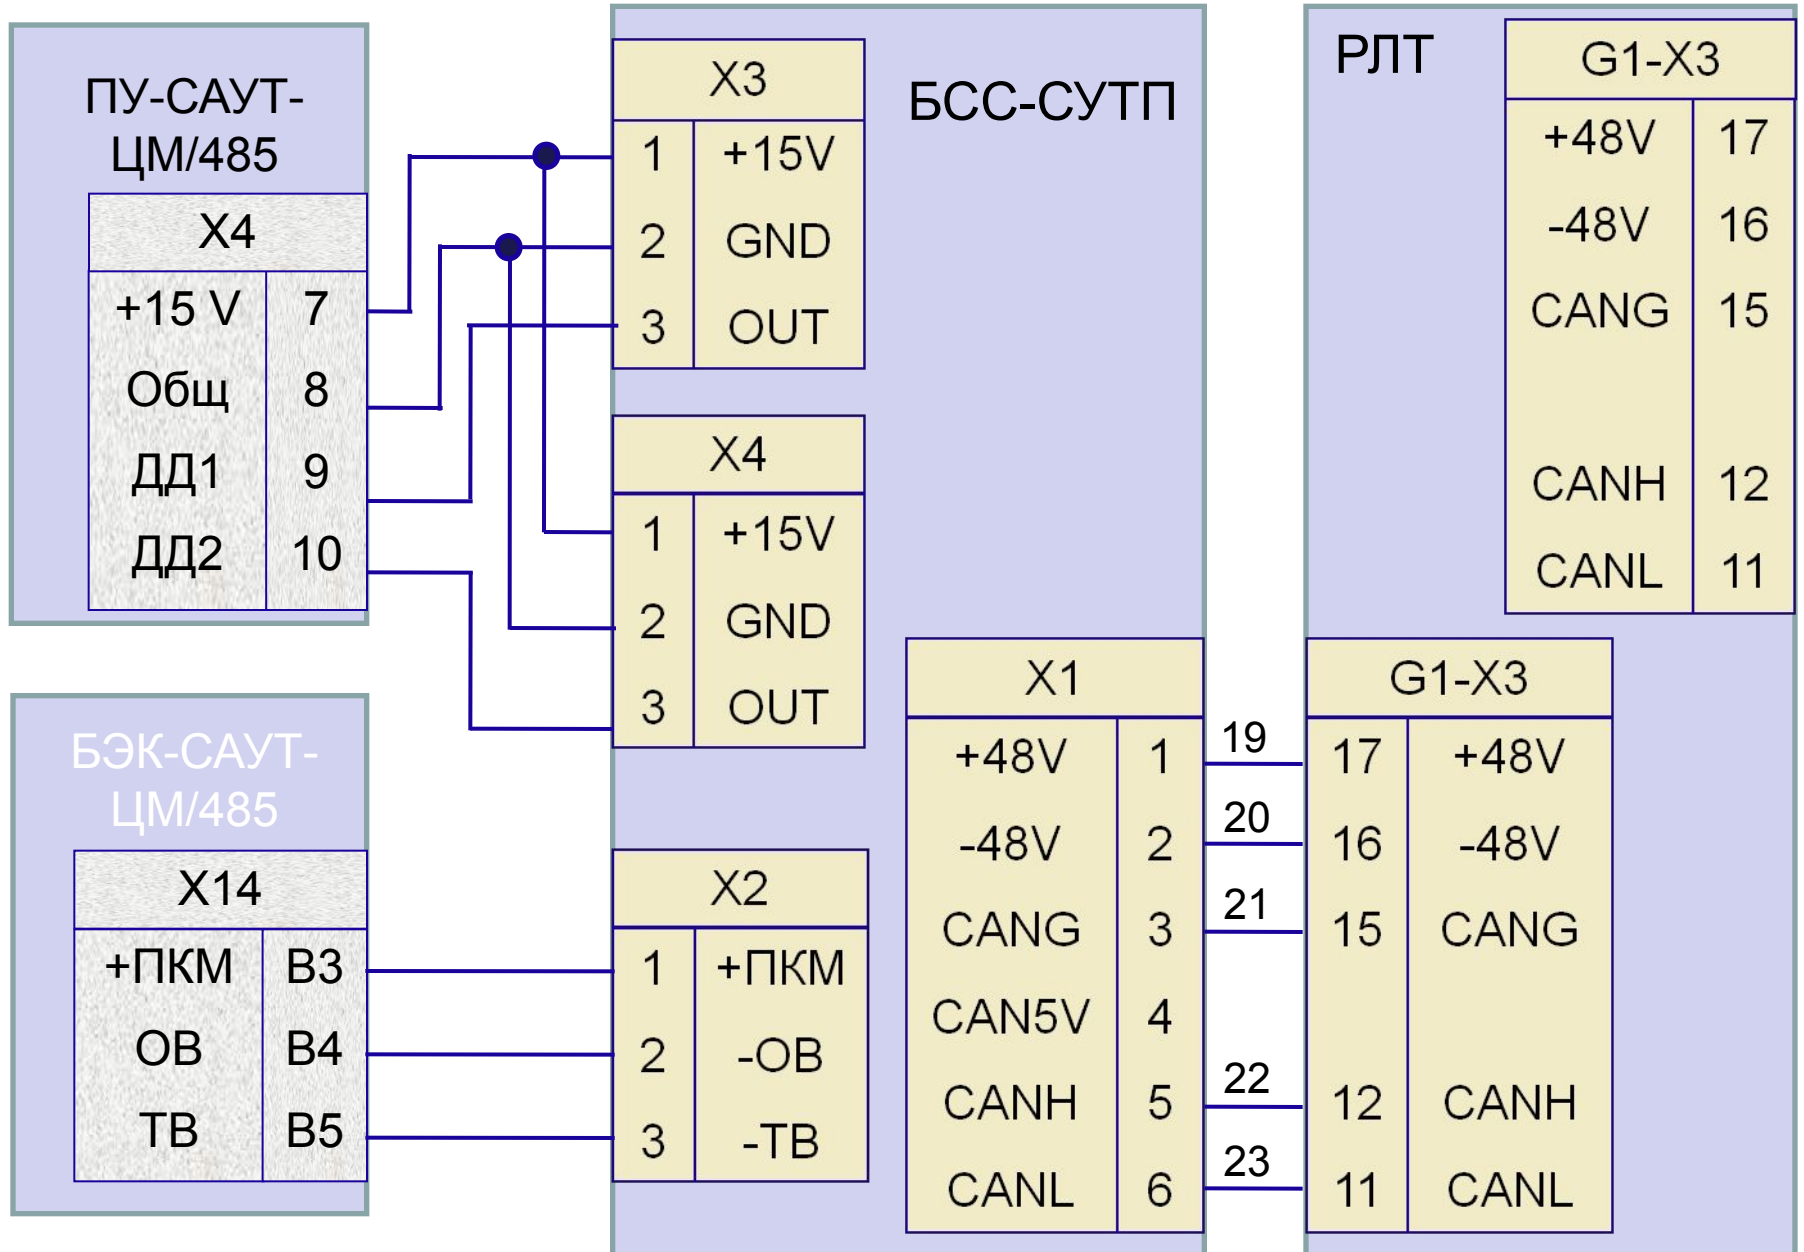 ПУ-САУТ-
ЦМ/485
X4
+15 V 7
Общ 8
ДД1 9
ДД2 10
БЭК-САУТ-
ЦМ/485
X14
+ПКМ B3
ОВ B4
ТВ B5
БСС-СУТП
X3
1 +15V
2 GND
3 OUT
X4
1 +15V
2 GND
3 OUT
X2
1 +ПКМ
2 -ОВ
3 -ТВ
X1
+48V 1
-48V 2
CANG 3
CAN5V 4
CANH 5
CANL 6
19
20
21
22
23
РЛТ
G1-X3
+48V 17
-48V 16
CANG 15
CANH 12
CANL 11
G1-X3
17 +48V
16 -48V
15 CANG
12 CANH
11 CANL